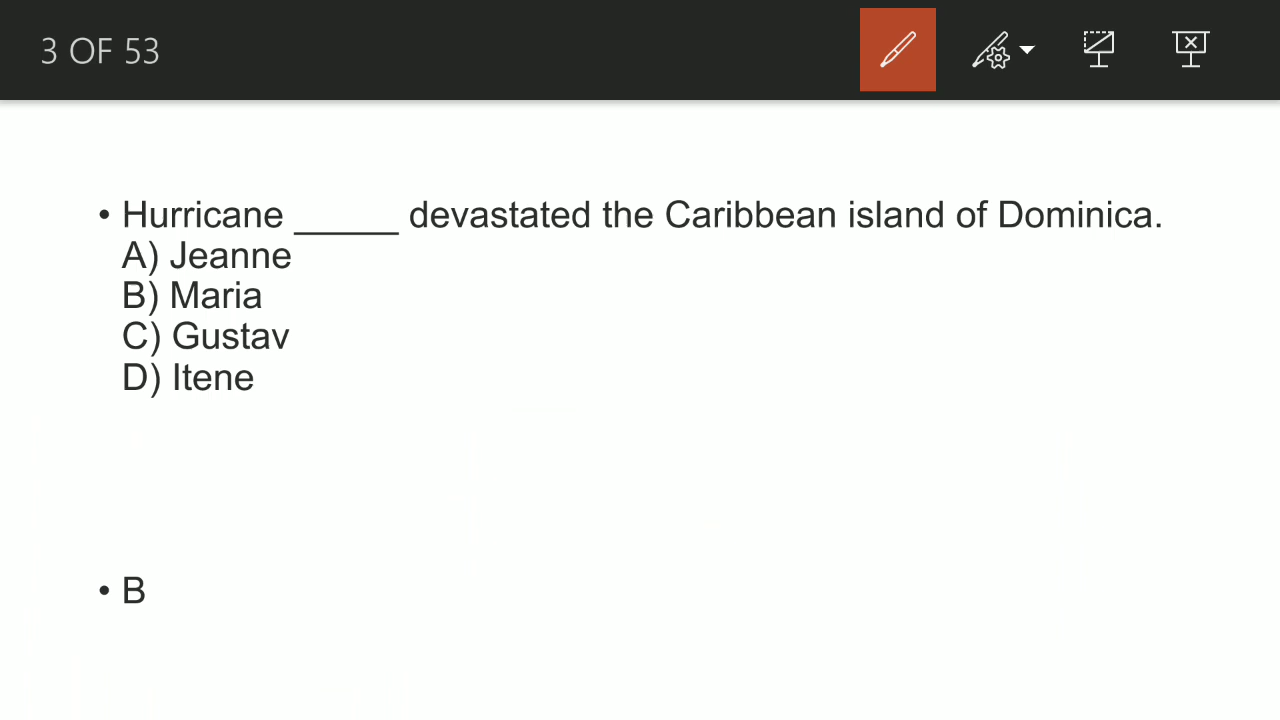 3 OF 53
• Hurricane _____ devastated the Caribbean island of Dominica.
A) Jeanne
B) Maria
C) Gustav
D) Itene
• B